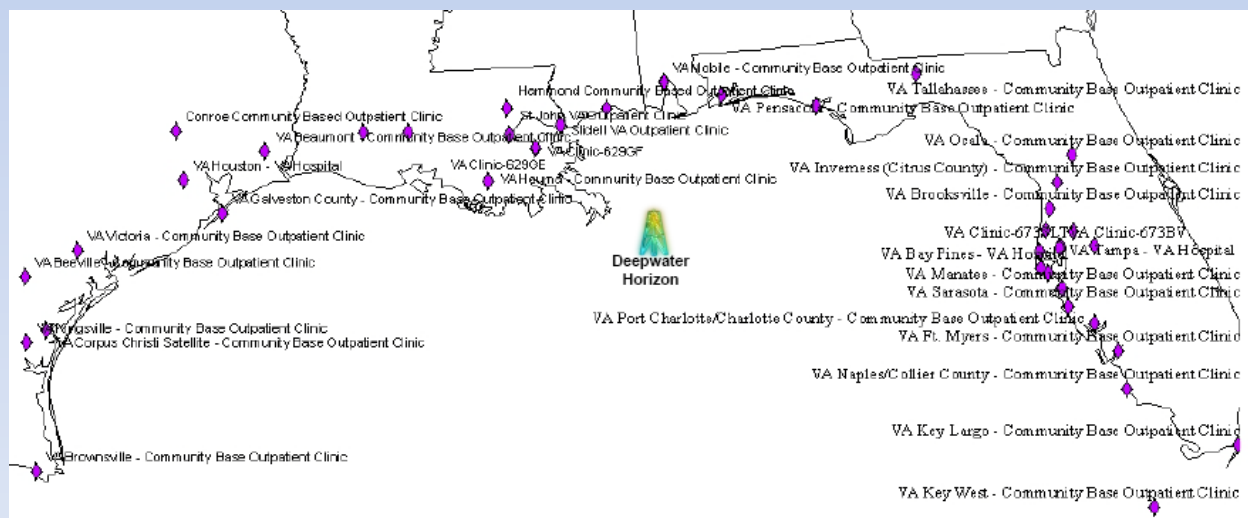 VA Mobile - Community Base Outpatient Clinic
VA Tallahassee - Community Base Outpatient Clinic
Hammond Community Based Outpatient Clinic
VA Pensacola - Community Base Outpatient Clinic
Conroe Community Based Outpatient Clinic
St John VA Outpatient Clinic
Slidell VA Outpatient Clinic
VA Beaumont - Community Base Outpatient Clinic
VA Ocala - Community Base Outpatient Clinic
VA Clinic-629GF
VA Houston - VA Hospital
VA Clinic-629GE
VA Inverness (Citrus County) - Community Base Outpatient Clinic
VA Houma - Community Base Outpatient Clinic
VA Brooksville - Community Base Outpatient Clinic
VA Galveston County - Community Base Outpatient Clinic
VA Victoria - Community Base Outpatient Clinic
VA Clinic-673BV
VA Bay Pines - VA Hospital
VA Tampa - VA Hospital
VA Beeville - Community Base Outpatient Clinic
Deepwater
Horizon
VA Manatee - Community Base Outpatient Clinic
VA Sarasota - Community Base Outpatient Clinic
VA Port Charlotte/Charlotte County - Community Base Outpatient Clinic
VA Kingsville - Community Base Outpatient Clinic
VA Ft. Myers - Community Base Outpatient Clinic
VA Corpus Christi Satellite - Community Base Outpatient Clinic
VA Naples/Collier County - Community Base Outpatient Clinic
VA Key Largo - Community Base Outpatient Clinic
VA Brownsville - Community Base Outpatient Clinic
VA Key West - Community Base Outpatient Clinic